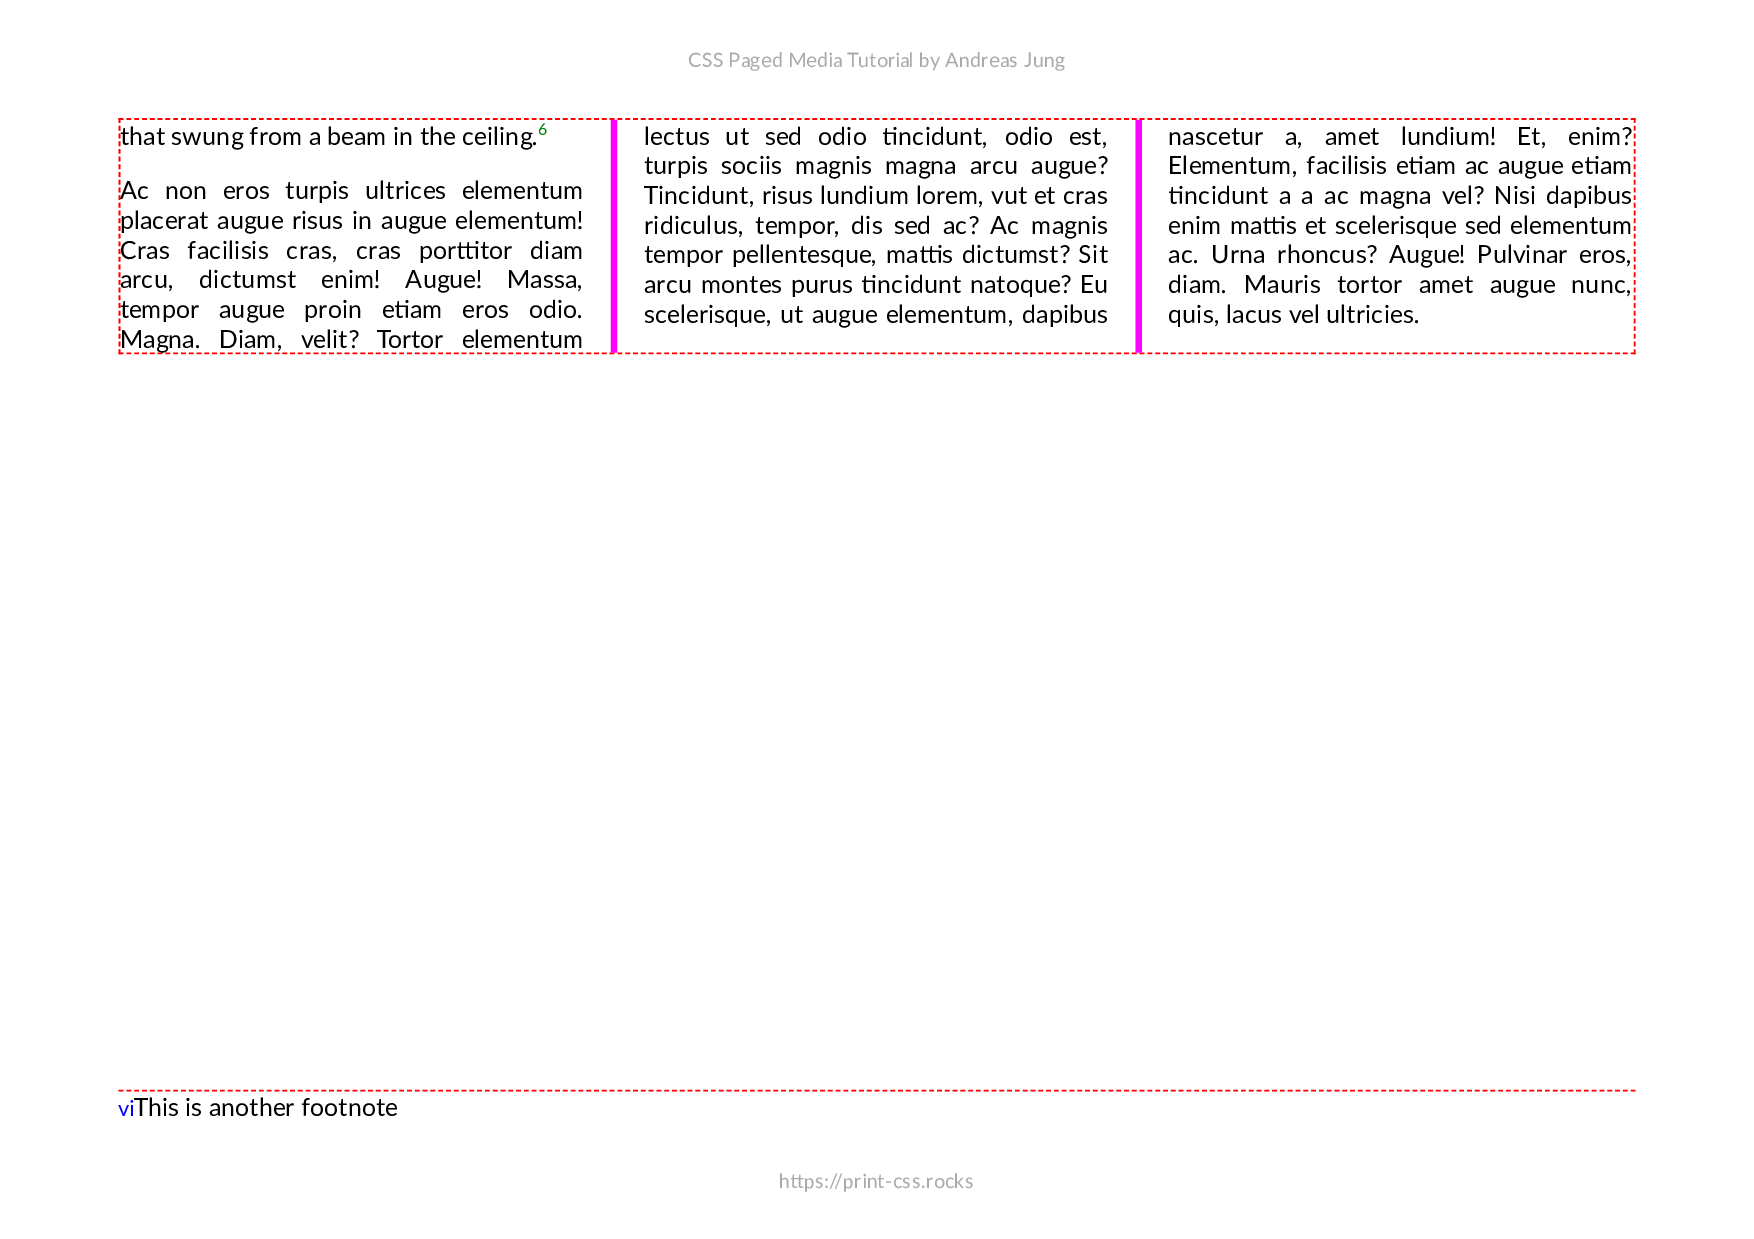 CSS Paged Media Tutorial by Andreas Jung
that swung from a beam in the ceiling.6
Ac non eros turpis ultrices elementum
placerat augue risus in augue elementum!
Cras facilisis cras, cras porttitor diam
arcu, dictumst enim! Augue! Massa,
tempor augue proin etiam eros odio.
Magna. Diam, velit? Tortor elementum
lectus ut sed odio tincidunt, odio est,
turpis sociis magnis magna arcu augue?
Tincidunt, risus lundium lorem, vut et cras
ridiculus, tempor, dis sed ac? Ac magnis
tempor pellentesque, mattis dictumst? Sit
arcu montes purus tincidunt natoque? Eu
scelerisque, ut augue elementum, dapibus
nascetur a, amet lundium! Et, enim?
Elementum, facilisis etiam ac augue etiam
tincidunt a a ac magna vel? Nisi dapibus
enim mattis et scelerisque sed elementum
ac. Urna rhoncus? Augue! Pulvinar eros,
diam. Mauris tortor amet augue nunc,
quis, lacus vel ultricies.
viThis is another footnote
https://print-css.rocks